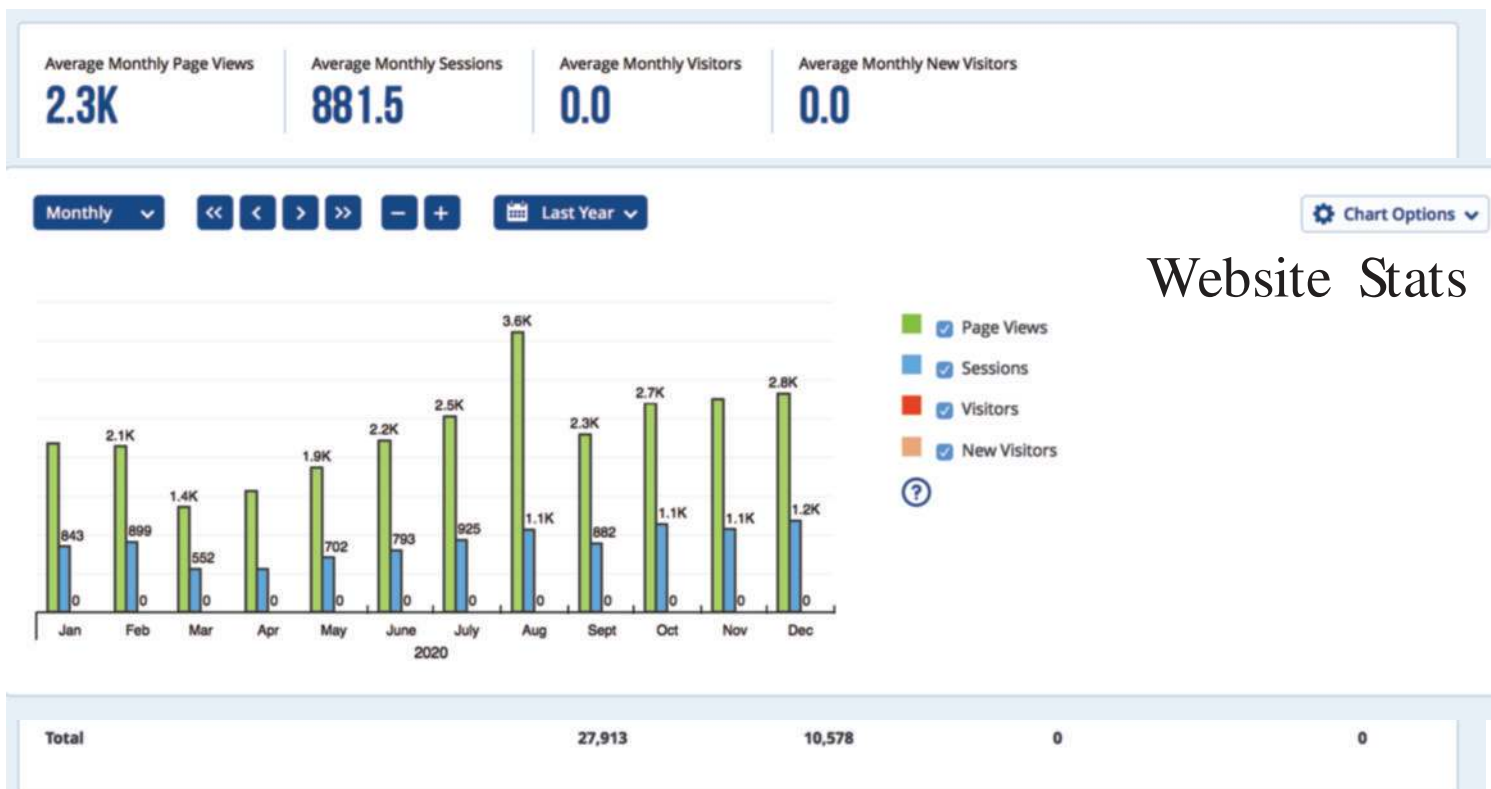 Average Monthly Page Views Average Monthly Sessions Average Monthly Visitors Average Monthly New Visitors
2.3K 881.5 0.0 0.0
Monthly << < > >> − + Last Year Chart Options
Website Stats
3.6K
Page Views
2.8K
2.7K
Sessions
2.5K
2.2K 2.3K
Visitors
2.1K
1.9K
New Visitors
1.4K
?
843 899 552 702 793 925 1.1K 882 1.1K 1.1K 1.2K
0 0 0 0 0 0 0 0 0 0 0 0
Jan Feb Mar Apr May June July Aug Sept Oct Nov Dec
2020
Total 27,913 10,578 0 0